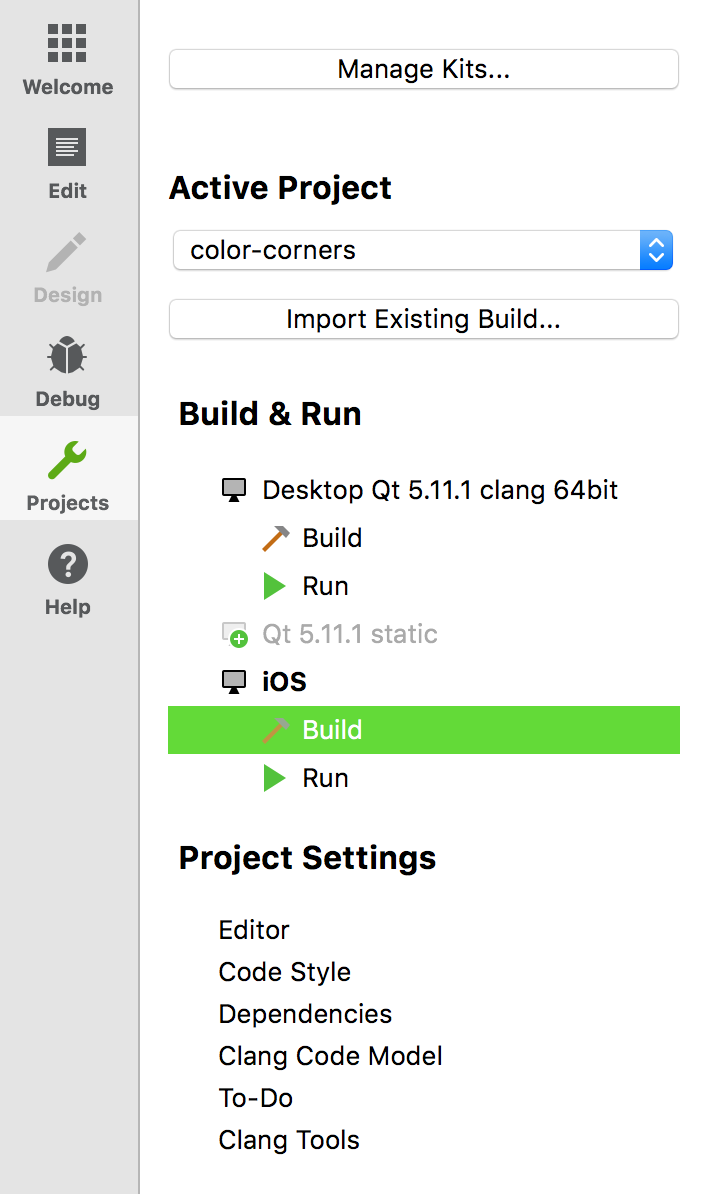 Welcome
Edit
Design
Debug
Projects
Help
Manage Kits...
Active Project
color-corners
Import Existing Build...
Build & Run
Desktop Qt 5.11.1 clang 64bit
Build
Run
Qt 5.11.1 static
iOS
Build
Run
Project Settings
Editor
Code Style
Dependencies
Clang Code Model
To-Do
Clang Tools